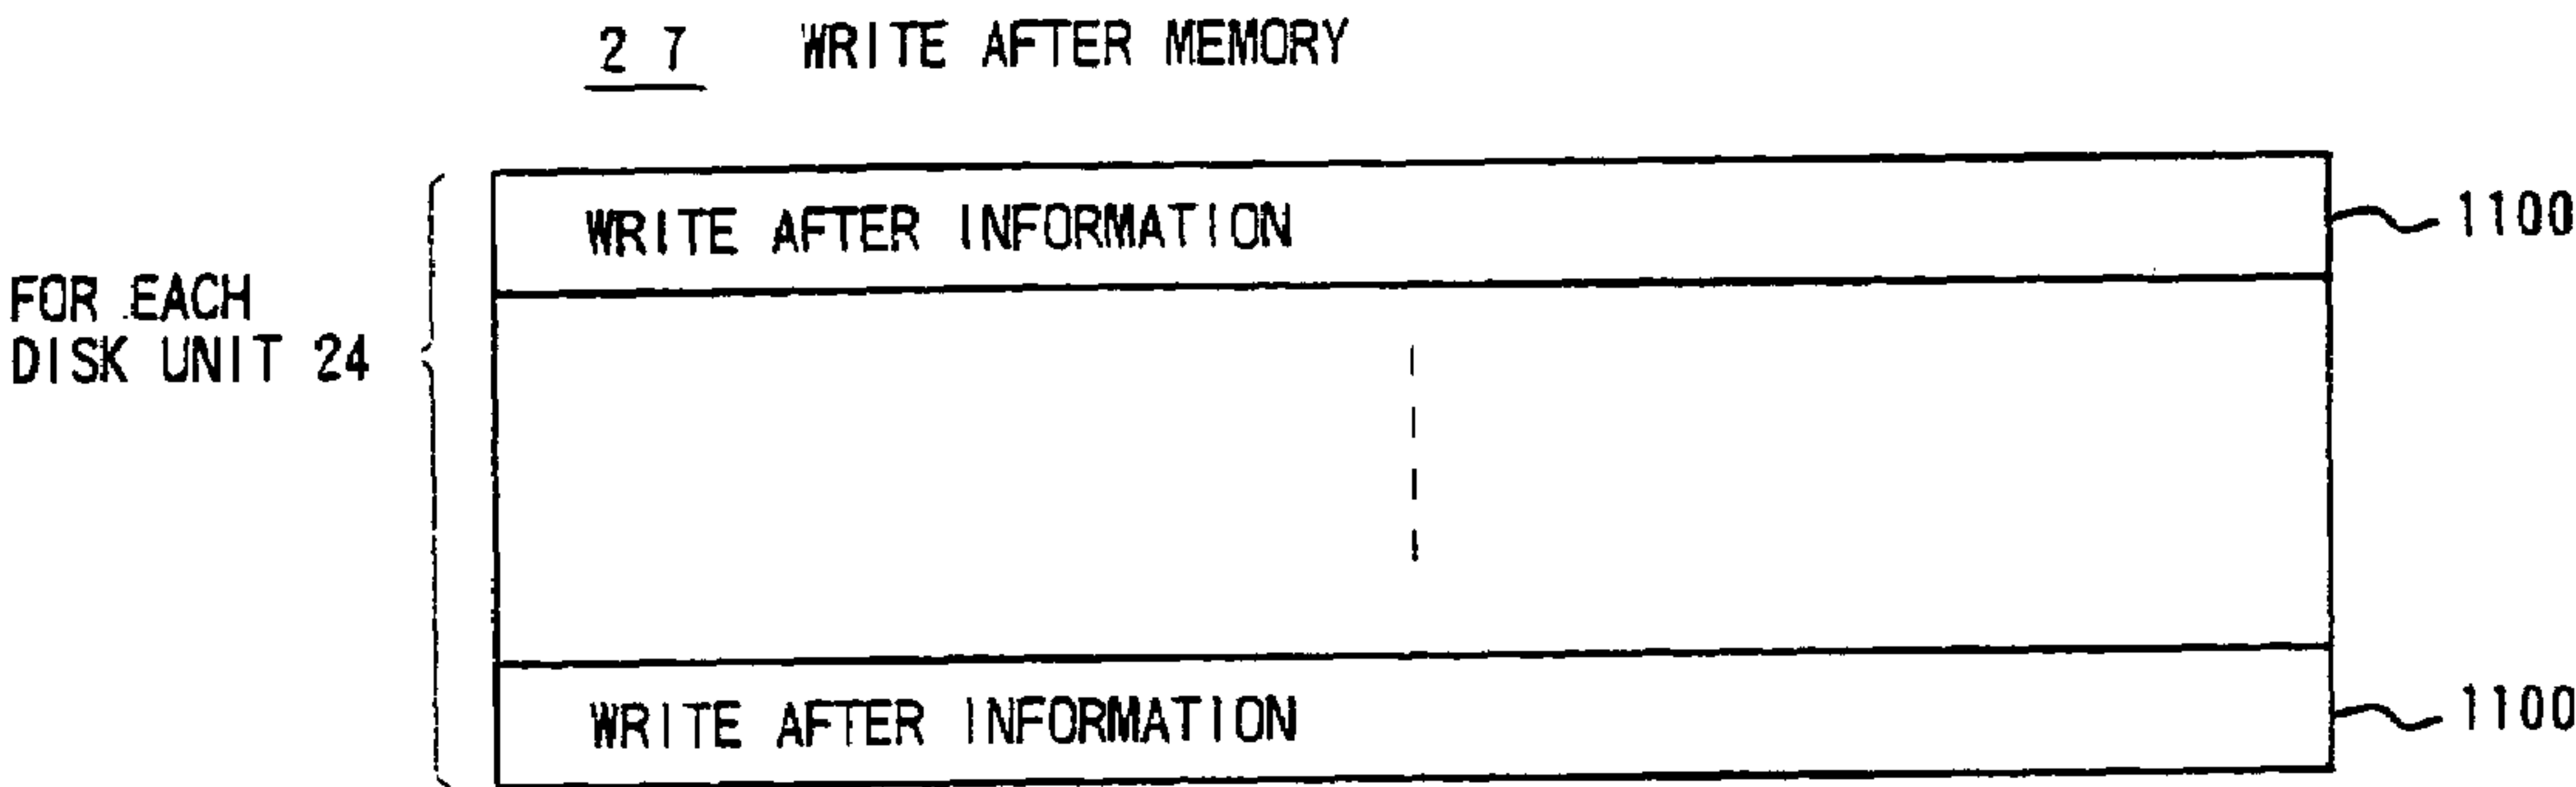 27 WRITE AFTER MEMORY
WRITE AFTER INFORMATION 1100
FOR EACH
DISK UNIT 24
WRITE AFTER INFORMATION 1100